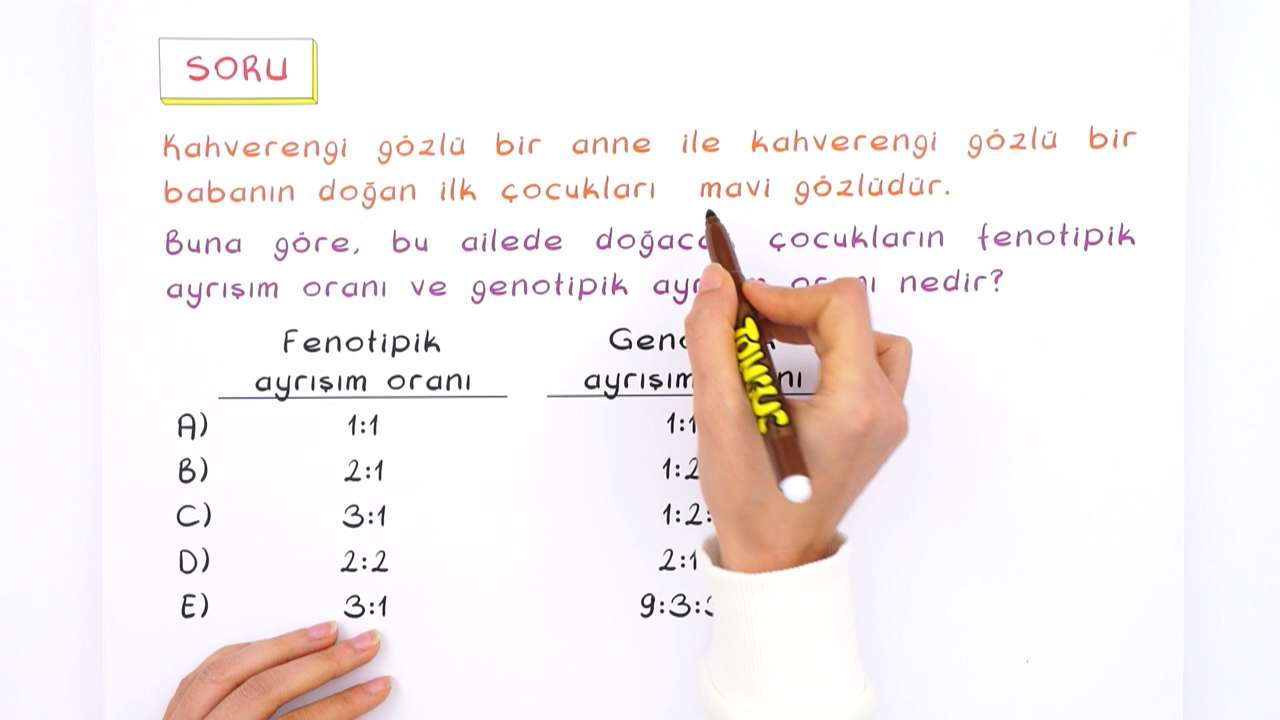 SORU
Kahverengi gözlü bir anne ile kahverengi gözlü bir
babanın doğan ilk çocukları mavi gözlüdür.
Buna göre, bu ailede çocukların fenotipik
ayrışım oranı ve genotipik nedir?
Fenotipik
ayrışım oranı
A) 1:1
B) 2:1
C) 3:1
D) 2:2 2:1
E) 3:1